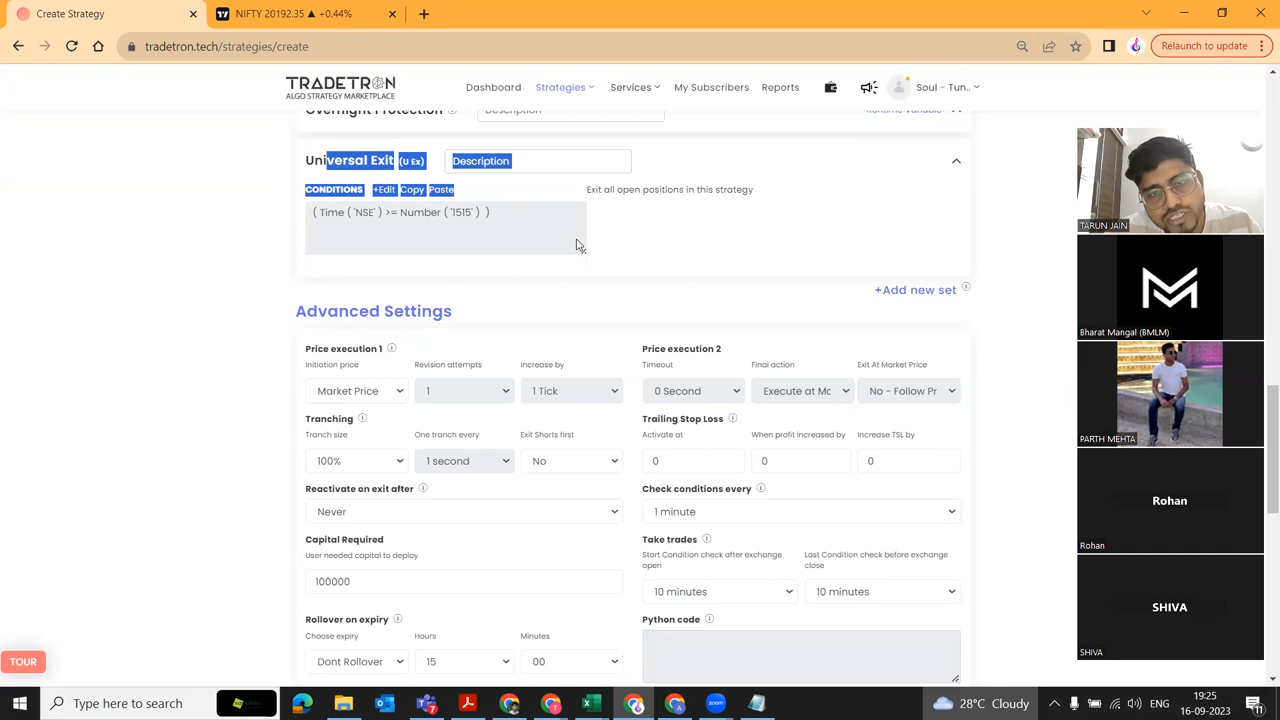 Create Strategy
NIFTY 20192.35 ▲ +0.44%
tradetron.tech/strategies/create
Relaunch to update
TRADETRON
ALGO STRATEGY MARKETPLACE
Dashboard
Strategies
Services
My Subscribers
Reports
Soul - Tun..
Overnight Protection
Description
Runtime Variable
Universal Exit (U Ex)
Description
CONDITIONS +Edit Copy Paste
Exit all open positions in this strategy
( Time ( 'NSE' ) >= Number ( '1515' ) )
+Add new set
Advanced Settings
Price execution 1
Price execution 2
Initiation price
Revision attempts
Increase by
Timeout
Final action
Exit At Market Price
Market Price
1
1 Tick
0 Second
Execute at Mc
No - Follow Pr
Tranching
Trailing Stop Loss
Tranch size
One tranch every
Exit Shorts first
Activate at
When profit increased by
Increase TSL by
100%
1 second
No
0
0
0
Reactivate on exit after
Check conditions every
Never
1 minute
Capital Required
Take trades
User needed capital to deploy
Start Condition check after exchange open
Last Condition check before exchange close
100000
10 minutes
10 minutes
Rollover on expiry
Python code
Choose expiry
Hours
Minutes
Dont Rollover
15
00
TOUR
TARUN JAIN
Bharat Mangal (BMLM)
PARTH MEHTA
Rohan
Rohan
SHIVA
SHIVA
Type here to search
zoom
28°C Cloudy
ENG
19:25
16-09-2023
11